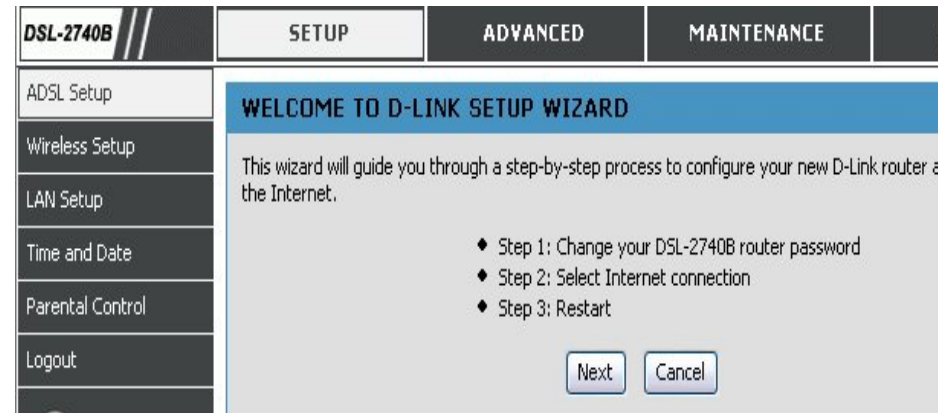 DSL-2740B
SETUP
ADVANCED
MAINTENANCE
ADSL Setup
Wireless Setup
LAN Setup
Time and Date
Parental Control
Logout
WELCOME TO D-LINK SETUP WIZARD
This wizard will guide you through a step-by-step process to configure your new D-Link router a
the Internet.
◆ Step 1: Change your DSL-2740B router password
◆ Step 2: Select Internet connection
◆ Step 3: Restart
Next
Cancel